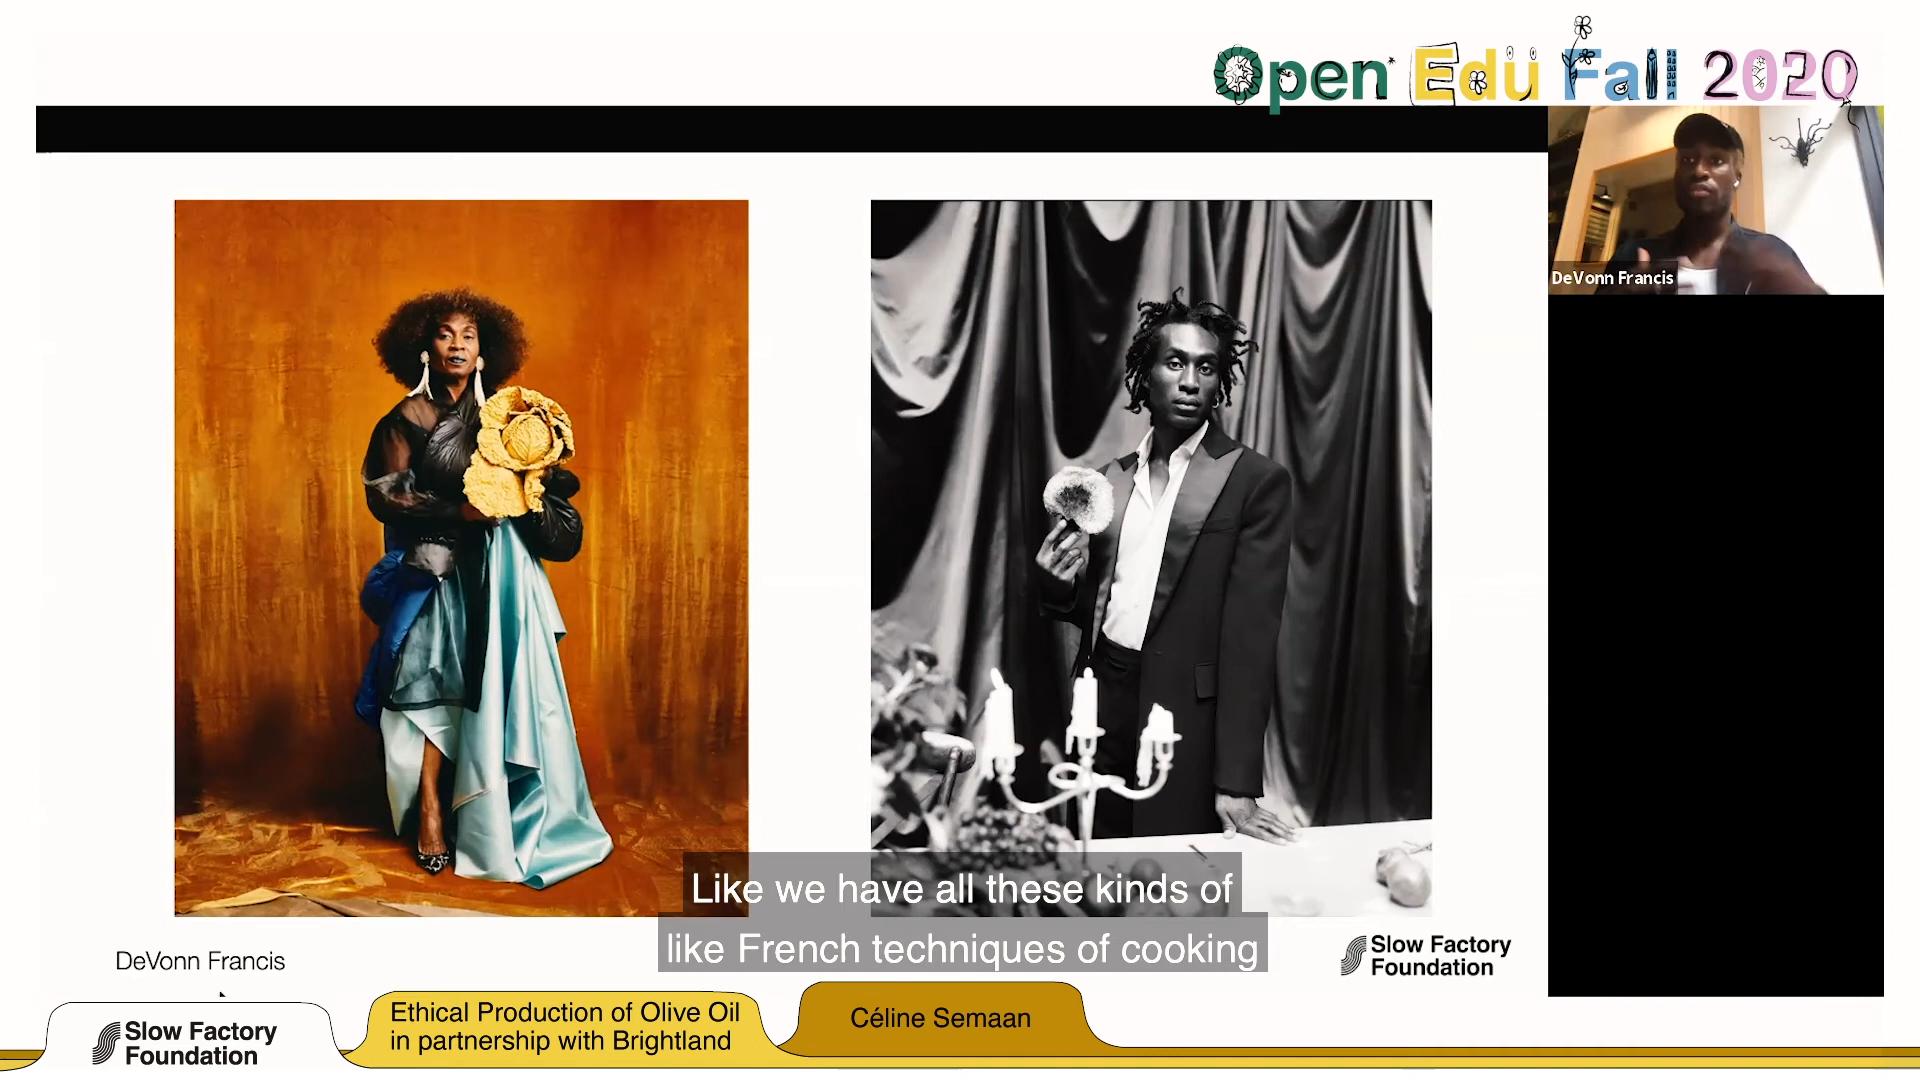 Open Edu Fall 2020
DeVonn Francis
Like we have all these kinds of
like French techniques of cooking
DeVonn Francis
Slow Factory
Foundation
Slow Factory
Foundation
Ethical Production of Olive Oil
in partnership with Brightland
Céline Semaan